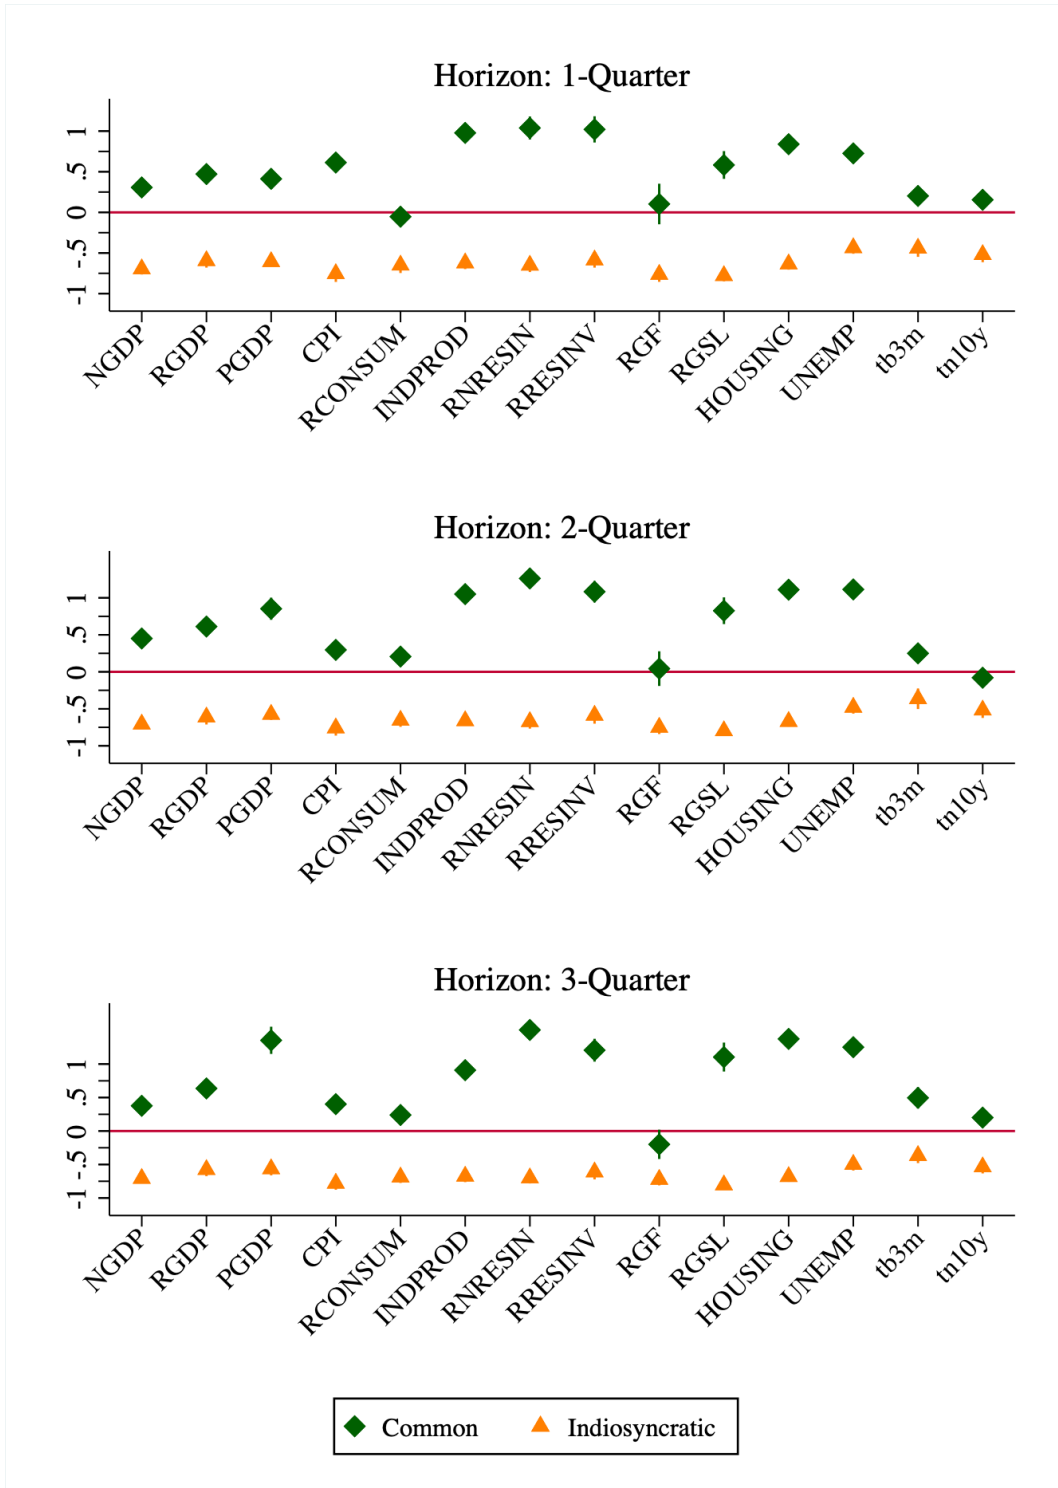 Horizon: 1-Quarter
1
.5
0
-.5
-1
NGDP
RGDP
PGDP
CPI
RCONSUM
INDPROD
RNRESIN
RRESINV
RGF
RGSL
HOUSING
UNEMP
tb3m
tn10y
Horizon: 2-Quarter
1
.5
0
-.5
-1
NGDP
RGDP
PGDP
CPI
RCONSUM
INDPROD
RNRESIN
RRESINV
RGF
RGSL
HOUSING
UNEMP
tb3m
tn10y
Horizon: 3-Quarter
1
.5
0
-.5
-1
NGDP
RGDP
PGDP
CPI
RCONSUM
INDPROD
RNRESIN
RRESINV
RGF
RGSL
HOUSING
UNEMP
tb3m
tn10y
Common
Indiosyncratic